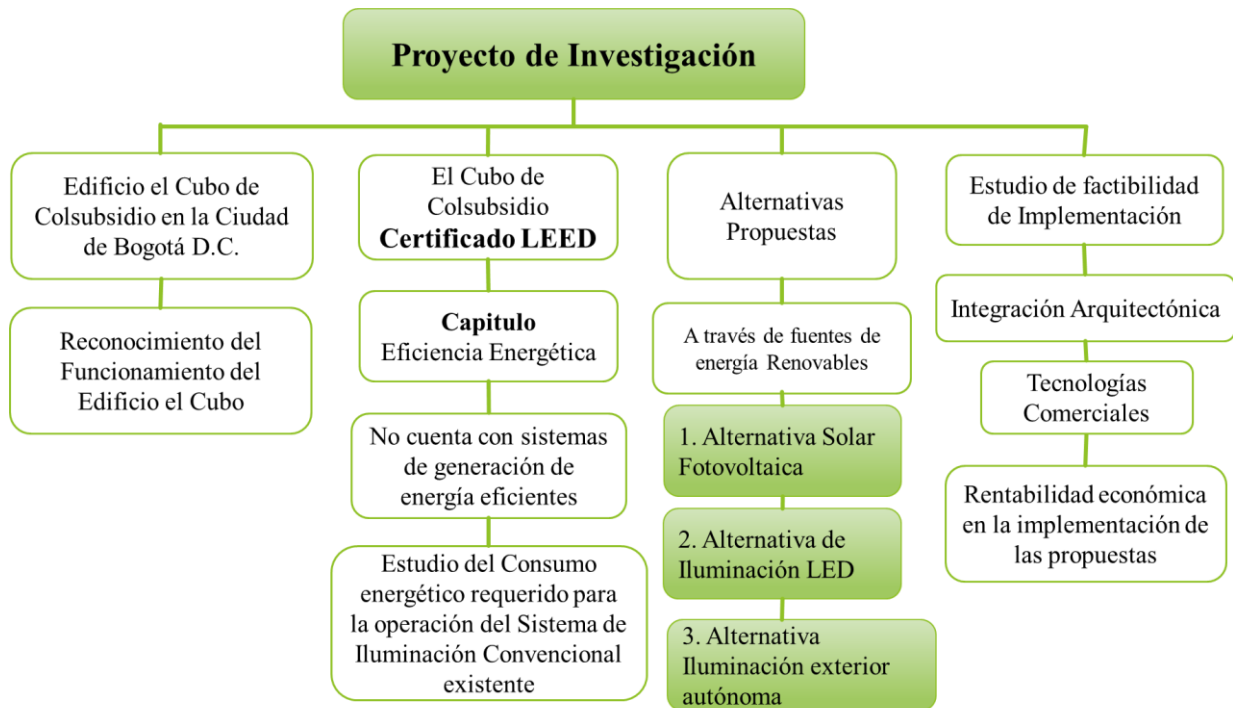 Proyecto de Investigación
Edificio el Cubo de
Colsubsidio en la Ciudad
de Bogotá D.C.
Reconocimiento del
Funcionamiento del
Edificio el Cubo
El Cubo de
Colsubsidio
Certificado LEED
Capitulo
Eficiencia Energética
No cuenta con sistemas
de generación de
energía eficientes
Estudio del Consumo
energético requerido para
la operación del Sistema de
Iluminación Convencional
existente
Alternativas
Propuestas
A través de fuentes de
energía Renovables
1. Alternativa Solar
Fotovoltaica
2. Alternativa de
Iluminación LED
3. Alternativa
Iluminación exterior
autónoma
Estudio de factibilidad
de Implementación
Integración Arquitectónica
Tecnologías
Comerciales
Rentabilidad económica
en la implementación de
las propuestas